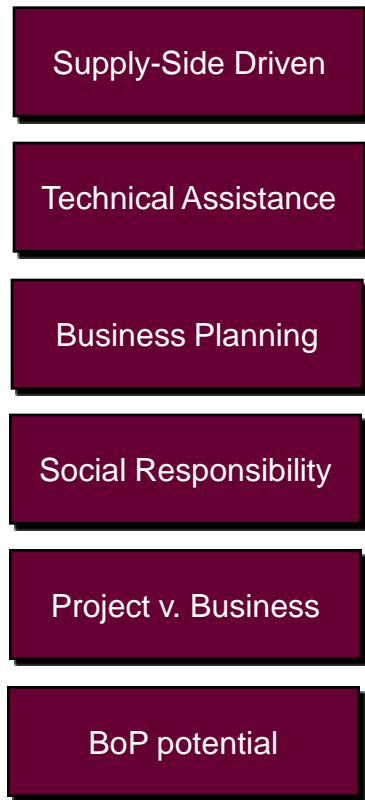 Supply-Side Driven
Technical Assistance
Business Planning
Social Responsibility
Project v. Business
BoP potential